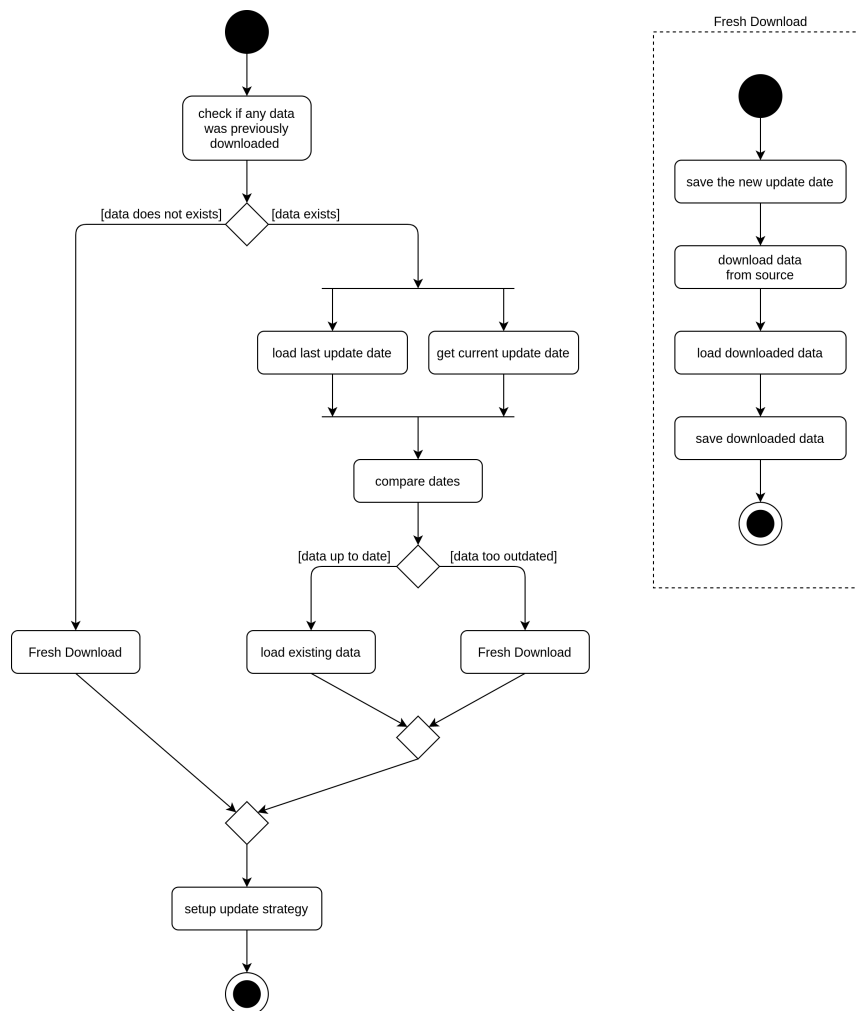 Fresh Download
check if any data
was previously
downloaded
[data does not exists]
[data exists]
load last update date
get current update date
compare dates
[data up to date]
[data too outdated]
Fresh Download
load existing data
Fresh Download
setup update strategy
save the new update date
download data
from source
load downloaded data
save downloaded data